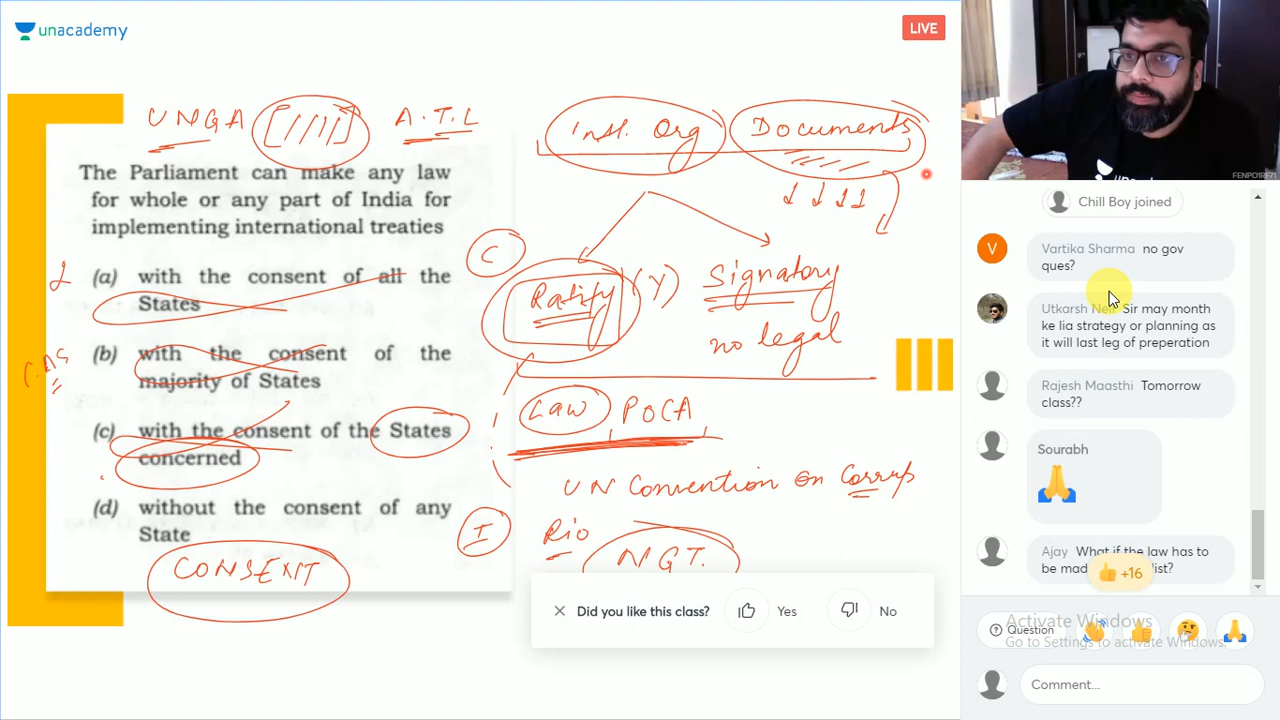 unacademy
LIVE
UNGA
A.T.L
Intl. Org
Documents
The Parliament can make any law
for whole or any part of India for
implementing international treaties
(a) with the consent of all the
States
(b) with the consent of the
majority of States
(c) with the consent of the States
concerned
(d) without the consent of any
State
CONSENT
C
Ratify (Y)
Signatory
no legal
Law
POCA
UN Convention on Corrup
I
Rio
NGT.
Did you like this class?
Yes
No
FENPO1RFZ1
Chill Boy joined
V
Vartika Sharma no gov
ques?
Utkarsh Neil Sir may month
ke lia strategy or planning as
it will last leg of preperation
Rajesh Maasthi Tomorrow
class??
Sourabh
🙏
Ajay What if the law has to
be mad list?
👍 +16
Activate Windows
Go to Settings to activate Windows.
Question
Comment...